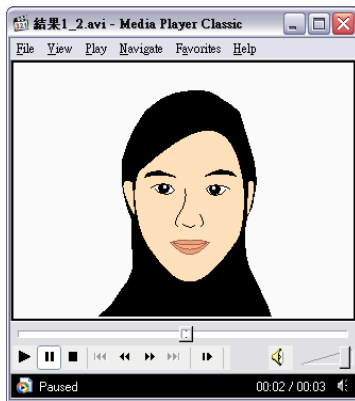 結果1_2.avi - Media Player Classic
File View Play Navigate Favorites Help
Paused 00:02 / 00:03